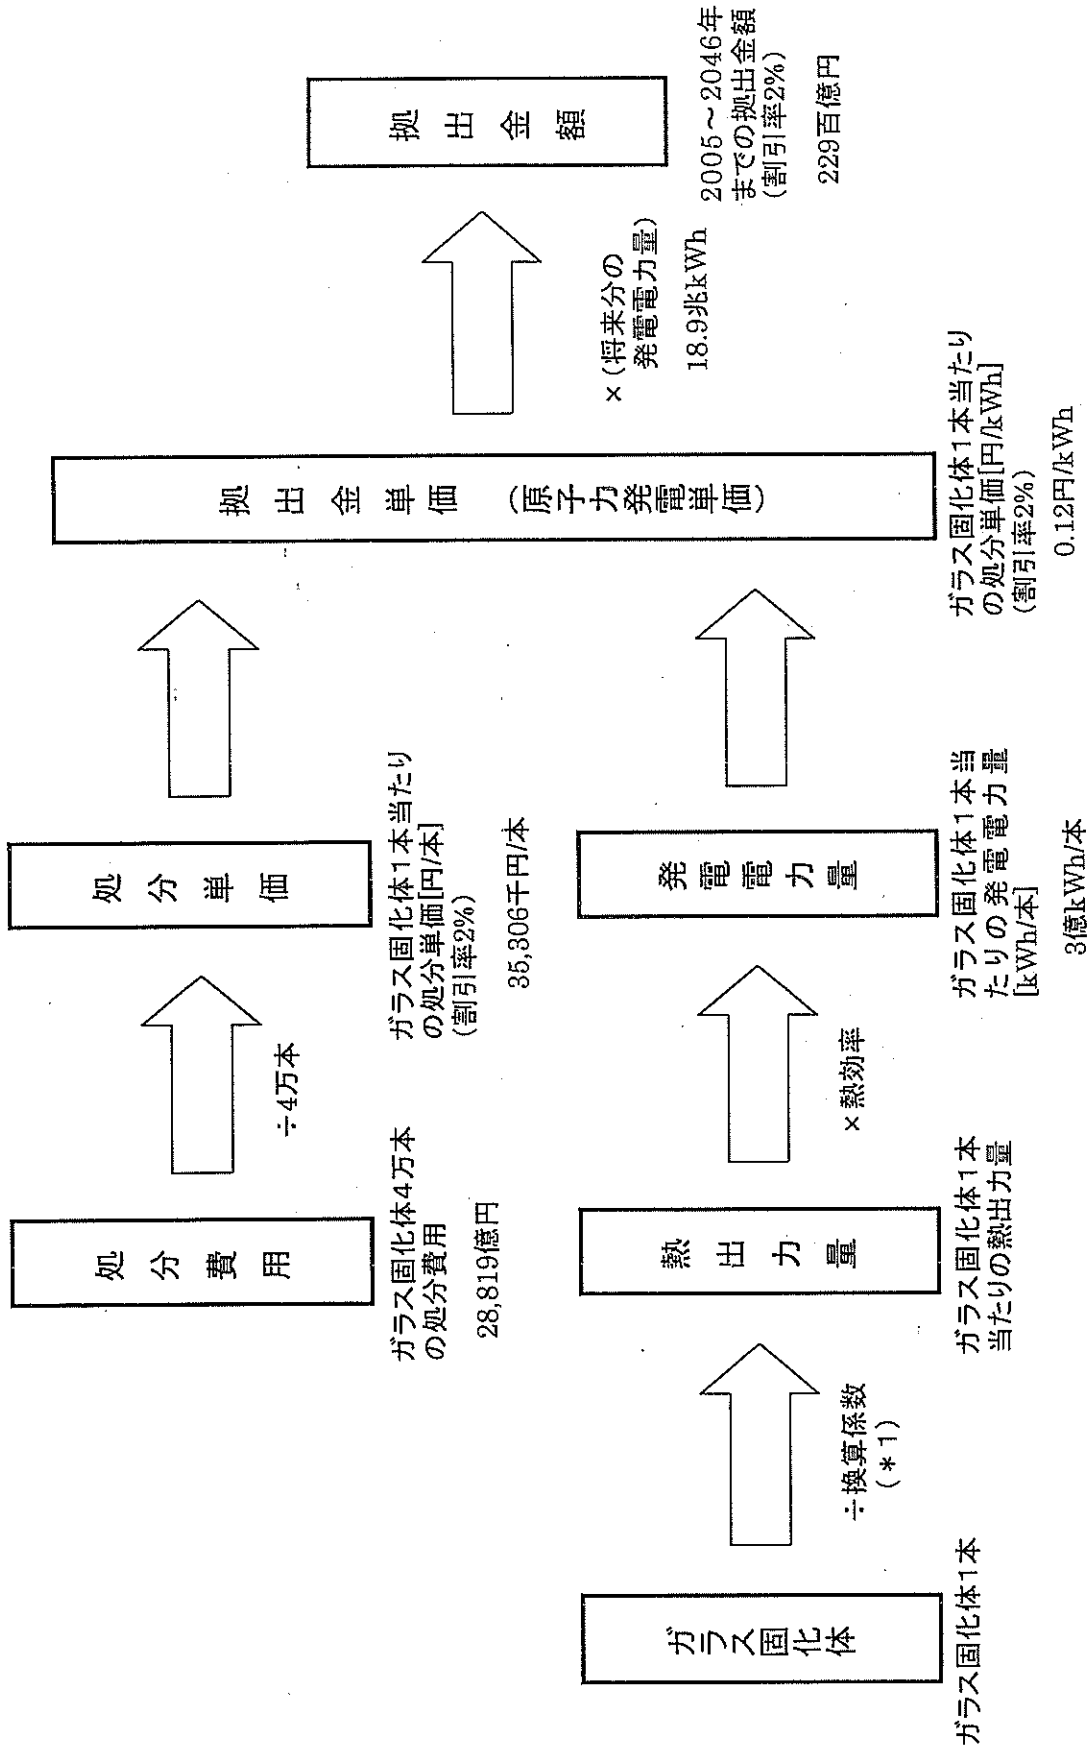 処分費用
ガラス固化体4万本
の処分費用
28,819億円
÷4万本
処分単価
ガラス固化体1本当たり
の処分単価[円/本]
(割引率2%)
35,306千円/本
ガラス固化体
ガラス固化体1本
÷換算係数
(*1)
熱出力量
ガラス固化体1本
当たりの熱出力量
×熱効率
発電電力量
ガラス固化体1本当
たりの発電電力量
[kWh/本]
3億kWh/本
拠出金単価 (原子力発電単価)
ガラス固化体1本当たり
の処分単価[円/kWh]
(割引率2%)
0.12円/kWh
×(将来分の
発電電力量)
18.9兆kWh
拠出金額
2005~2046年
までの拠出金額
(割引率2%)
229百億円